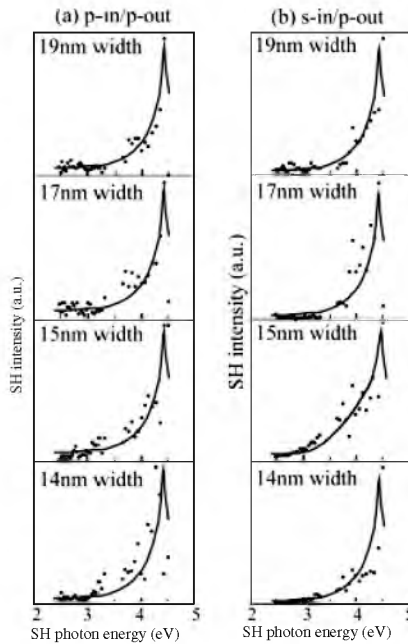 (a) p-in/p-out
(b) s-in/p-out
19nm width
17nm width
15nm width
14nm width
SH intensity (a.u.)
2 3 4 5
SH photon energy (eV)
19nm width
17nm width
15nm width
14nm width
SH intensity (a.u.)
2 3 4 5
SH photon energy (eV)